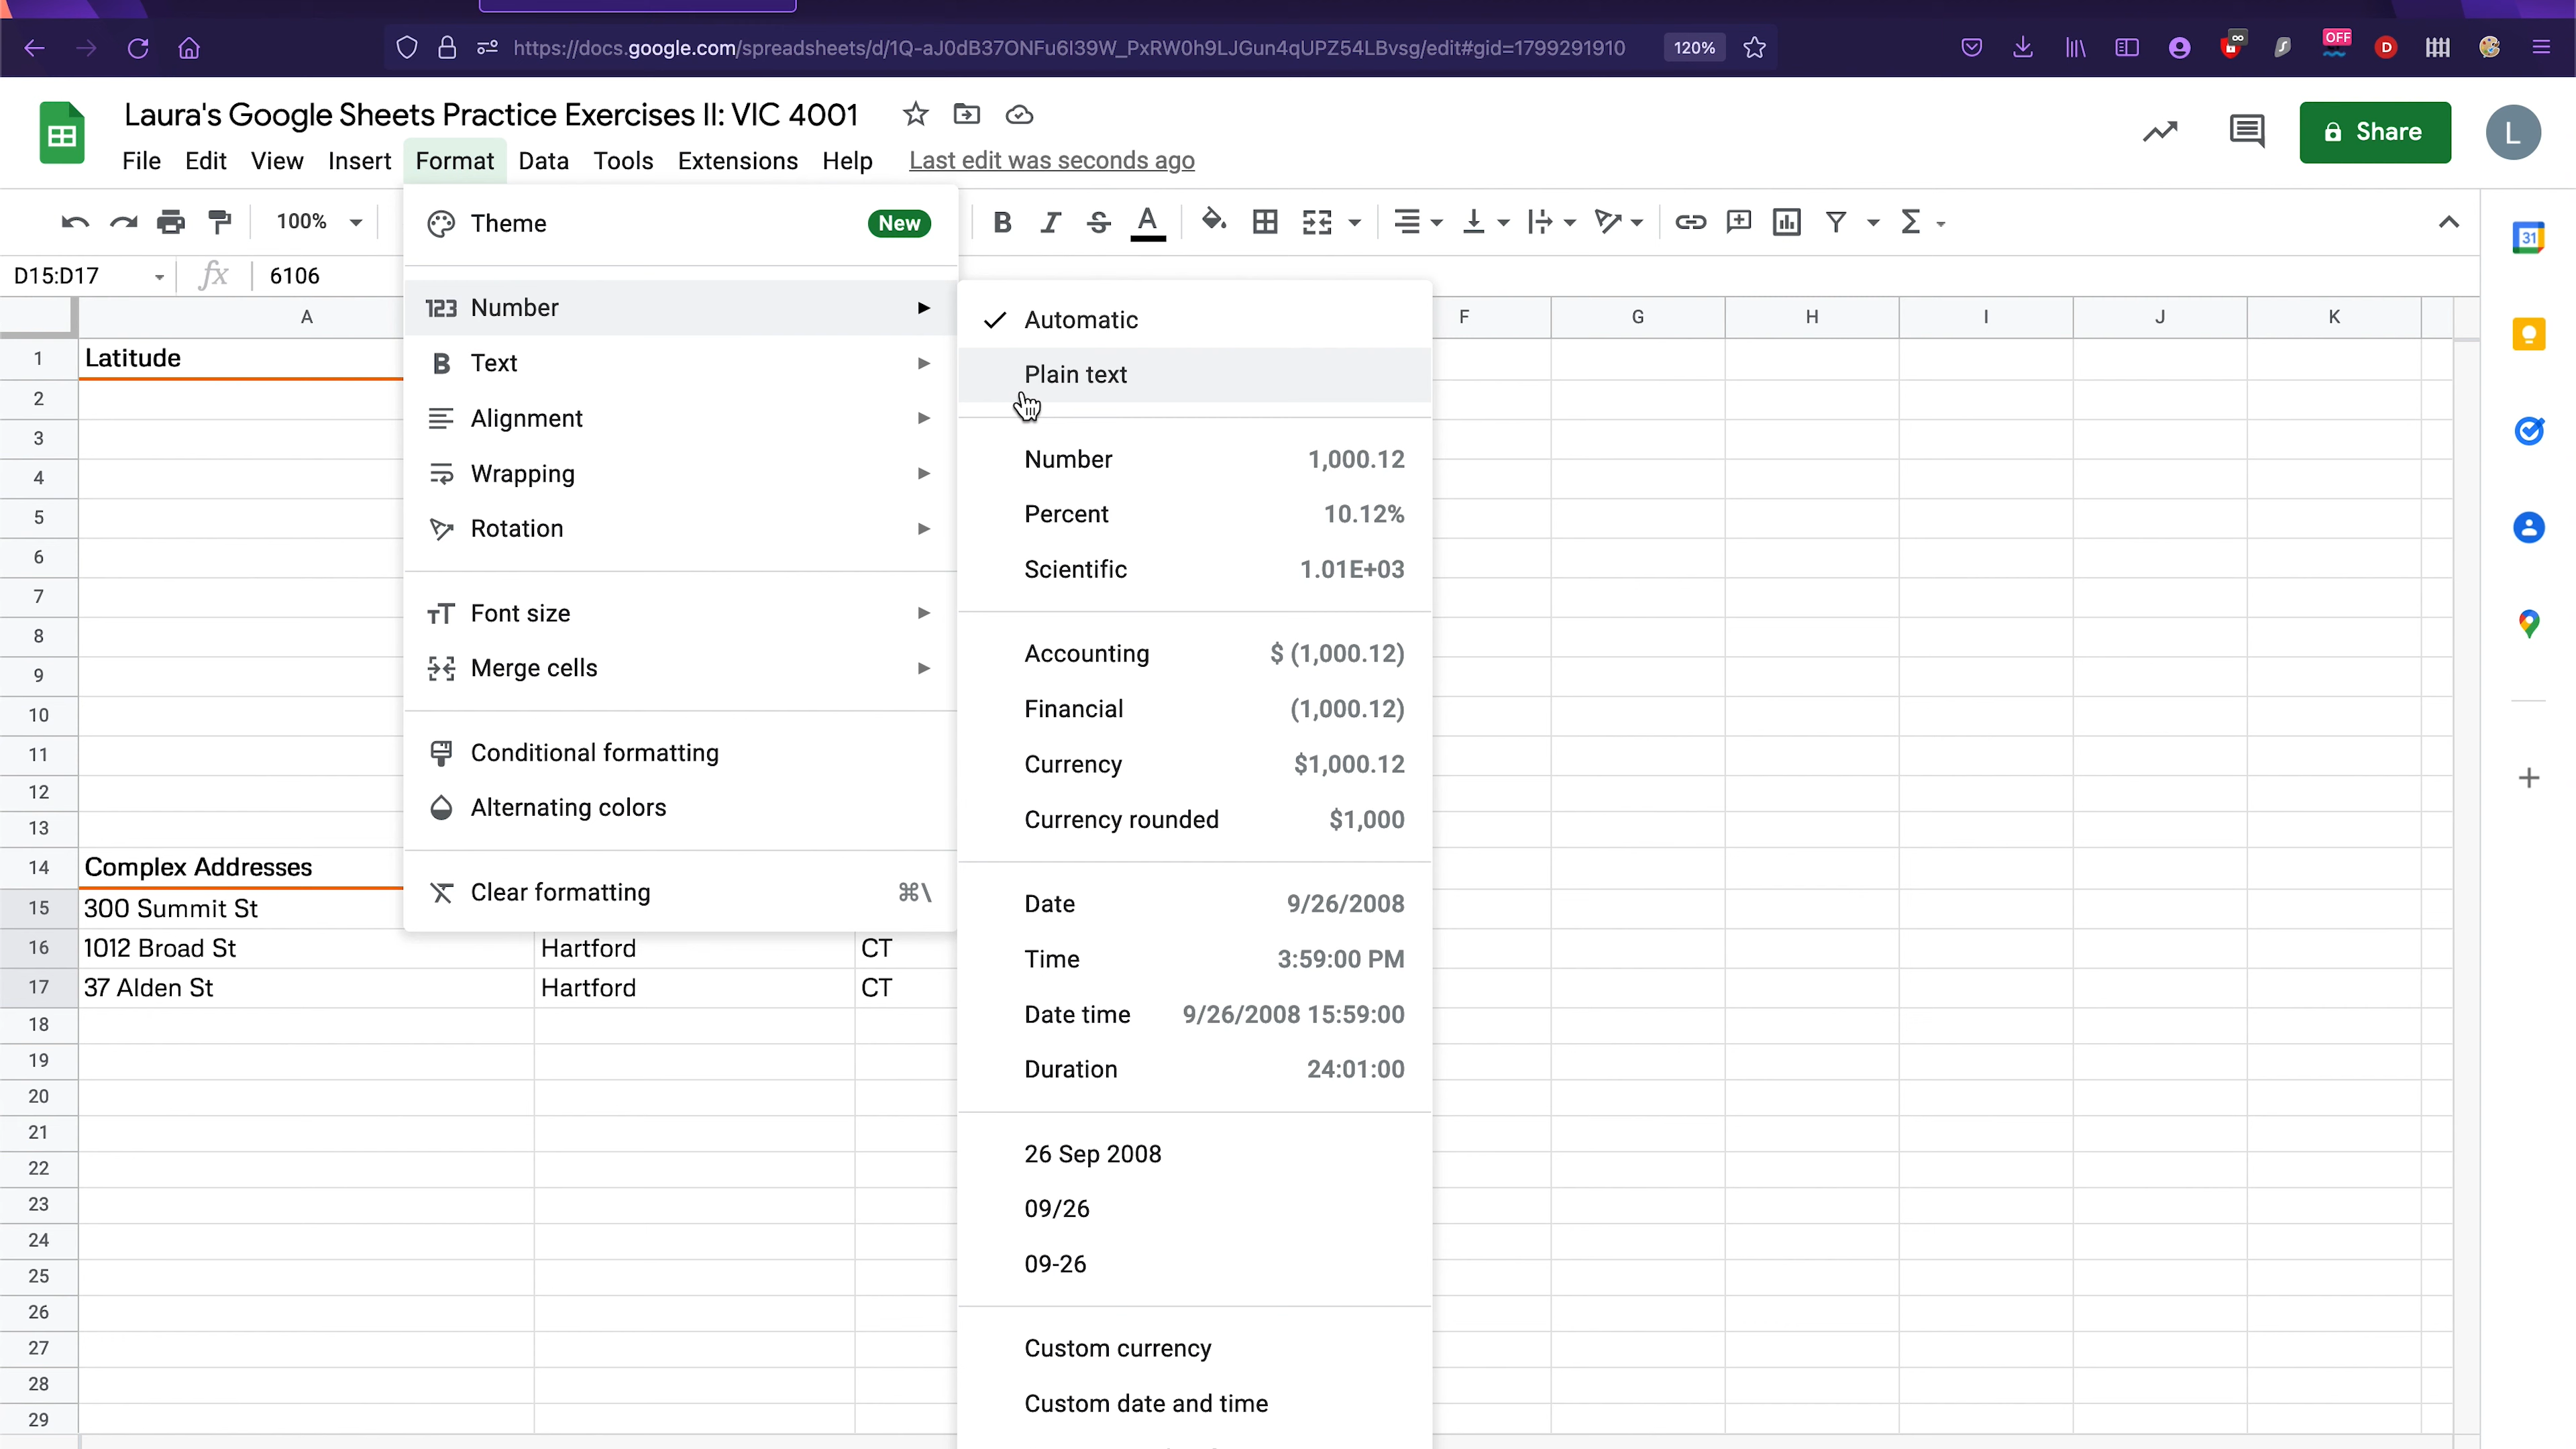 https://docs.google.com/spreadsheets/d/1Q-aJ0dB37ONFu6I39W_PxRW0h9LJGun4qUPZ54LBvsg/edit#gid=1799291910 120% OFF D
Laura's Google Sheets Practice Exercises II: VIC 4001
Share L
File Edit View Insert Format Data Tools Extensions Help Last edit was seconds ago
100% B I S A Σ
31
D15:D17 fx 6106
Theme New
123 Number
B Text
Alignment
Wrapping
Rotation
Font size
Merge cells
Conditional formatting
Alternating colors
Clear formatting ⌘\
Automatic
Plain text
Number 1,000.12
Percent 10.12%
Scientific 1.01E+03
Accounting $ (1,000.12)
Financial (1,000.12)
Currency $1,000.12
Currency rounded $1,000
Date 9/26/2008
Time 3:59:00 PM
Date time 9/26/2008 15:59:00
Duration 24:01:00
26 Sep 2008
09/26
09-26
Custom currency
Custom date and time
A F G H I J K
1 Latitude
2
3
4
5
6
7
8
9
10
11
12
13
14 Complex Addresses
15 300 Summit St
16 1012 Broad St Hartford CT
17 37 Alden St Hartford CT
18
19
20
21
22
23
24
25
26
27
28
29